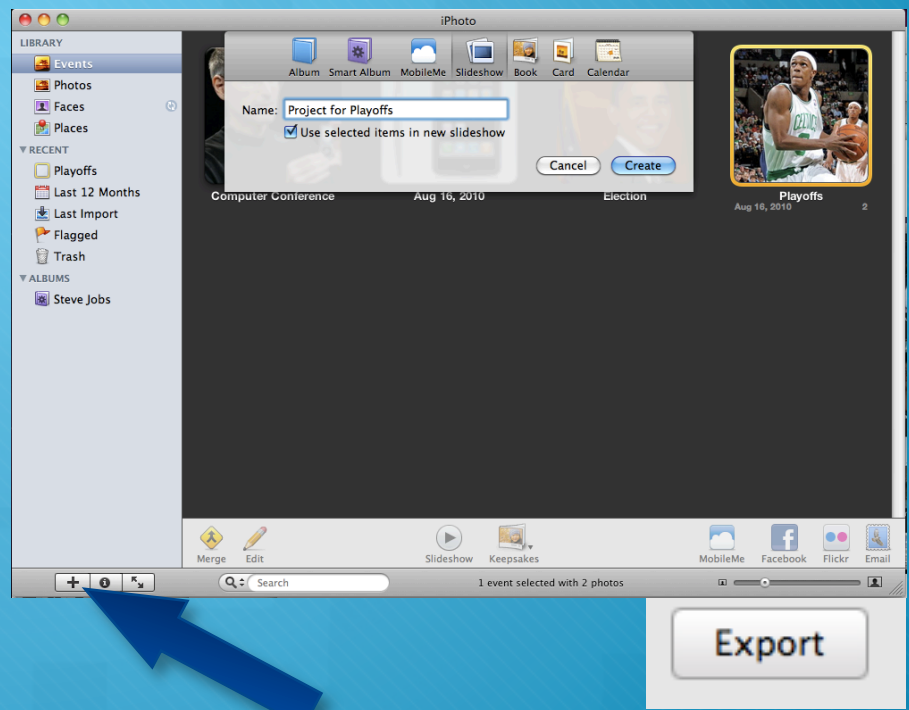 iPhoto
LIBRARY
Events
Photos
Faces
Places
RECENT
Playoffs
Last 12 Months
Last Import
Flagged
Trash
ALBUMS
Steve Jobs
Album Smart Album MobileMe Slideshow Book Card Calendar
Name: Project for Playoffs
Use selected items in new slideshow
Cancel Create
Computer Conference Aug 16, 2010 Election Playoffs
Aug 16, 2010 2
CELTICS
Merge Edit Slideshow Keepsakes MobileMe Facebook Flickr Email
Search 1 event selected with 2 photos
Export